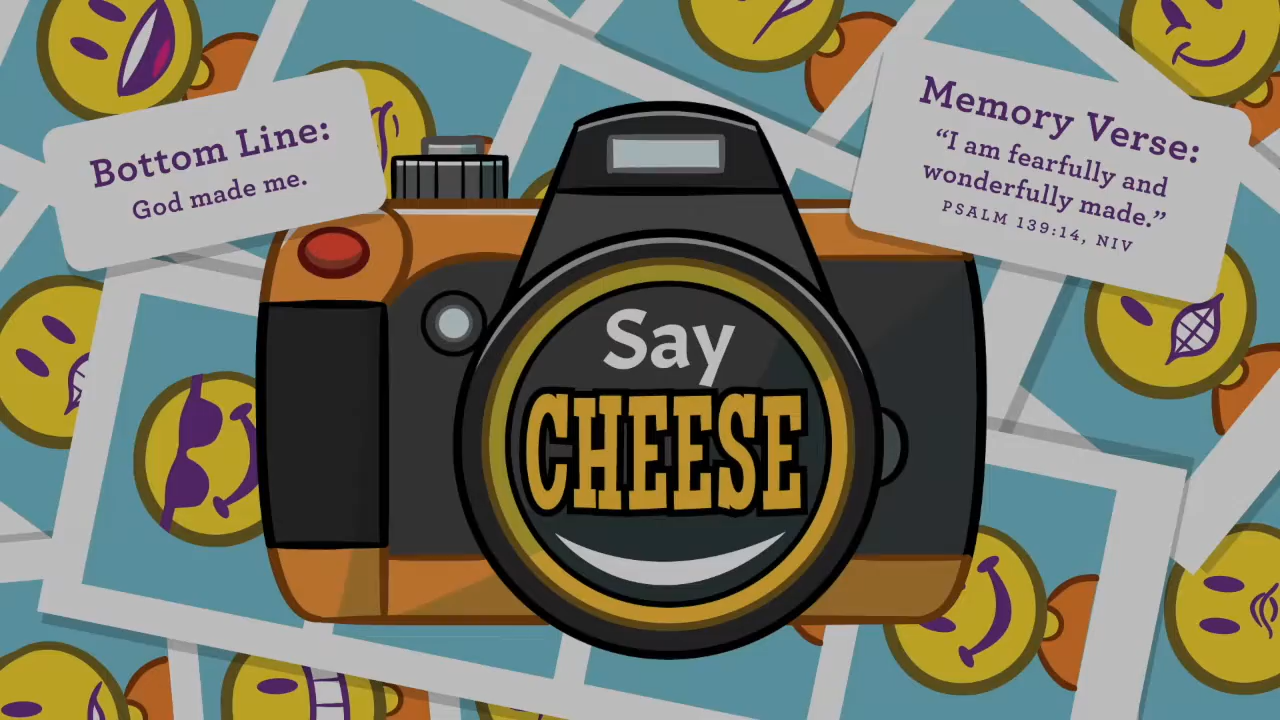 Bottom Line:
God made me.
Memory Verse:
“I am fearfully and
wonderfully made.”
PSALM 139:14, NIV
Say
CHEESE